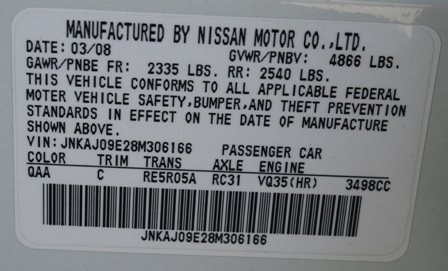 MANUFACTURED BY NISSAN MOTOR CO.,LTD.
DATE: 03/08 GVWR/PNBV: 4866 LBS.
GAWR/PNBE FR: 2335 LBS. RR: 2540 LBS.
THIS VEHICLE CONFORMS TO ALL APPLICABLE FEDERAL
MOTER VEHICLE SAFETY,BUMPER,AND THEFT PREVENTION
STANDARDS IN EFFECT ON THE DATE OF MANUFACTURE
SHOWN ABOVE.
VIN: JNKAJ09E28M306166 PASSENGER CAR
COLOR TRIM TRANS AXLE ENGINE
QAA C RE5R05A RC31 VQ35(HR) 3498CC
JNKAJ09E28M306166